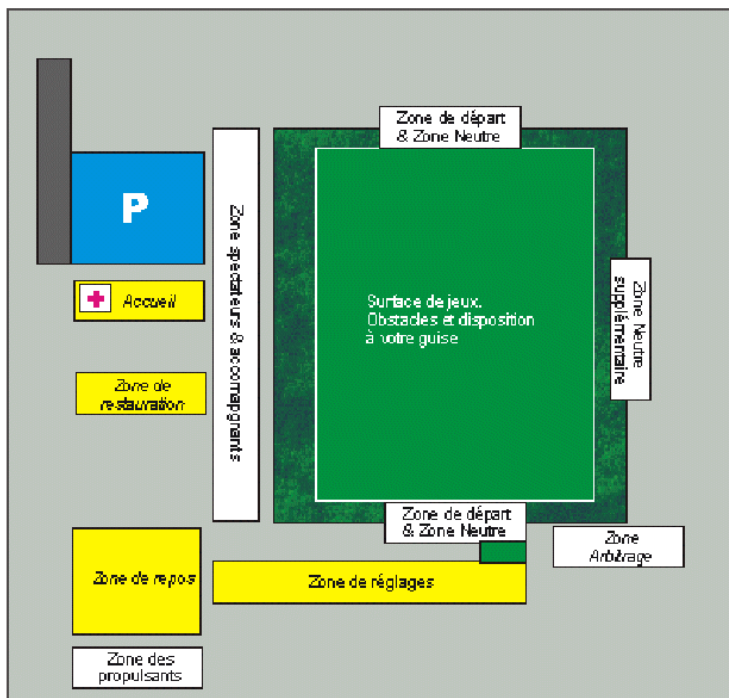 Zone de départ
& Zone Neutre
P
Zone spectateurs & accomapgnants
Accueil
Surface de jeux.
Obstacles et disposition
à votre guise
Zone Neutre
supplémentaire
Zone de
restauration
Zone de départ
& Zone Neutre
Zone
Arbitrage
Zone de repos
Zone de réglages
Zone des
propulsants